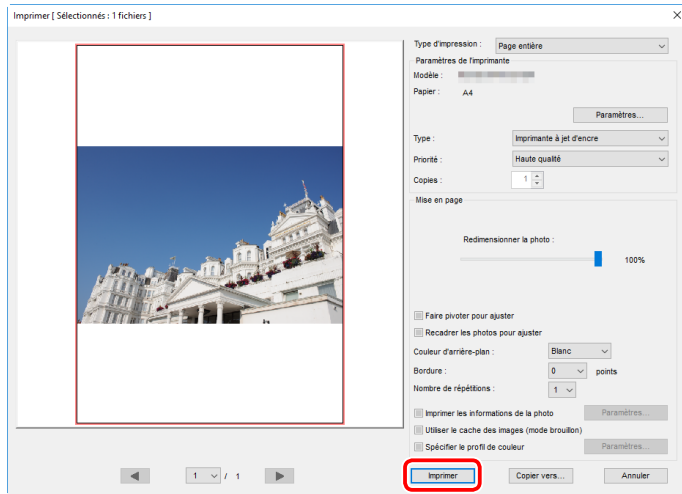 Imprimer [ Sélectionnés : 1 fichiers ]
Type d'impression : Page entière
Paramètres de l'imprimante
Modèle :
Papier : A4
Paramètres...
Type : Imprimante à jet d'encre
Priorité : Haute qualité
Copies : 1
Mise en page
Redimensionner la photo :
100%
Faire pivoter pour ajuster
Recadrer les photos pour ajuster
Couleur d'arrière-plan : Blanc
Bordure : 0 points
Nombre de répétitions : 1
Imprimer les informations de la photo Paramètres...
Utiliser le cache des images (mode brouillon)
Spécifier le profil de couleur Paramètres...
1 / 1
Imprimer Copier vers... Annuler